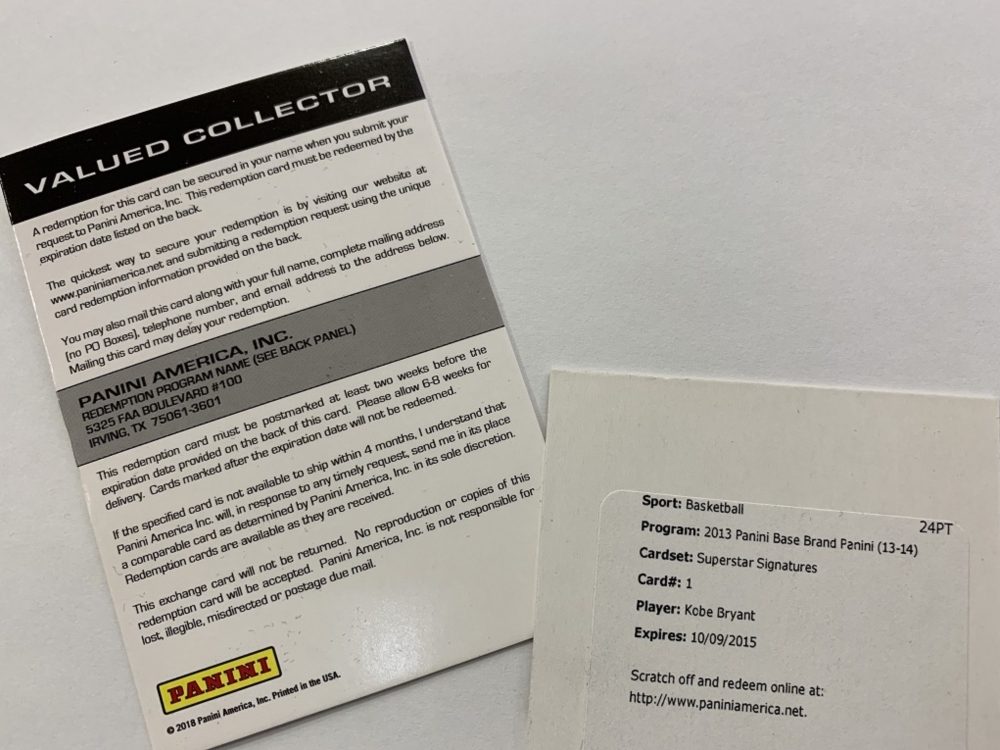 VALUED COLLECTOR
A redemption for this card can be secured in your name when you submit your
request to Panini America, Inc. This redemption card must be redeemed by the
expiration date listed on the back.
The quickest way to secure your redemption is by visiting our website at
www.paniniamerica.net and submitting a redemption request using the unique
card redemption information provided on the back.
You may also mail this card along with your full name, complete mailing address
[no PO Boxes], telephone number, and email address to the address below.
Mailing this card may delay your redemption.
PANINI AMERICA, INC.
REDEMPTION PROGRAM NAME (SEE BACK PANEL)
5325 FAA BOULEVARD #100
IRVING, TX 75061-3601
This redemption card must be postmarked at least two weeks before the
expiration date provided on the back of this card. Please allow 6-8 weeks for
delivery. Cards marked after the expiration date will not be redeemed.
If the specified card is not available to ship within 4 months, I understand that
Panini America Inc. will, in response to any timely request, send me in its place
a comparable card as determined by Panini America, Inc. in its sole discretion.
Redemption cards are available as they are received.
This exchange card will not be returned. No reproduction or copies of this
redemption card will be accepted. Panini America, Inc. is not responsible for
lost, illegible, misdirected or postage due mail.
PANINI
© 2018 Panini America, Inc. Printed in the USA.
Sport: Basketball
24PT
Program: 2013 Panini Base Brand Panini (13-14)
Cardset: Superstar Signatures
Card#: 1
Player: Kobe Bryant
Expires: 10/09/2015
Scratch off and redeem online at:
http://www.paniniamerica.net.